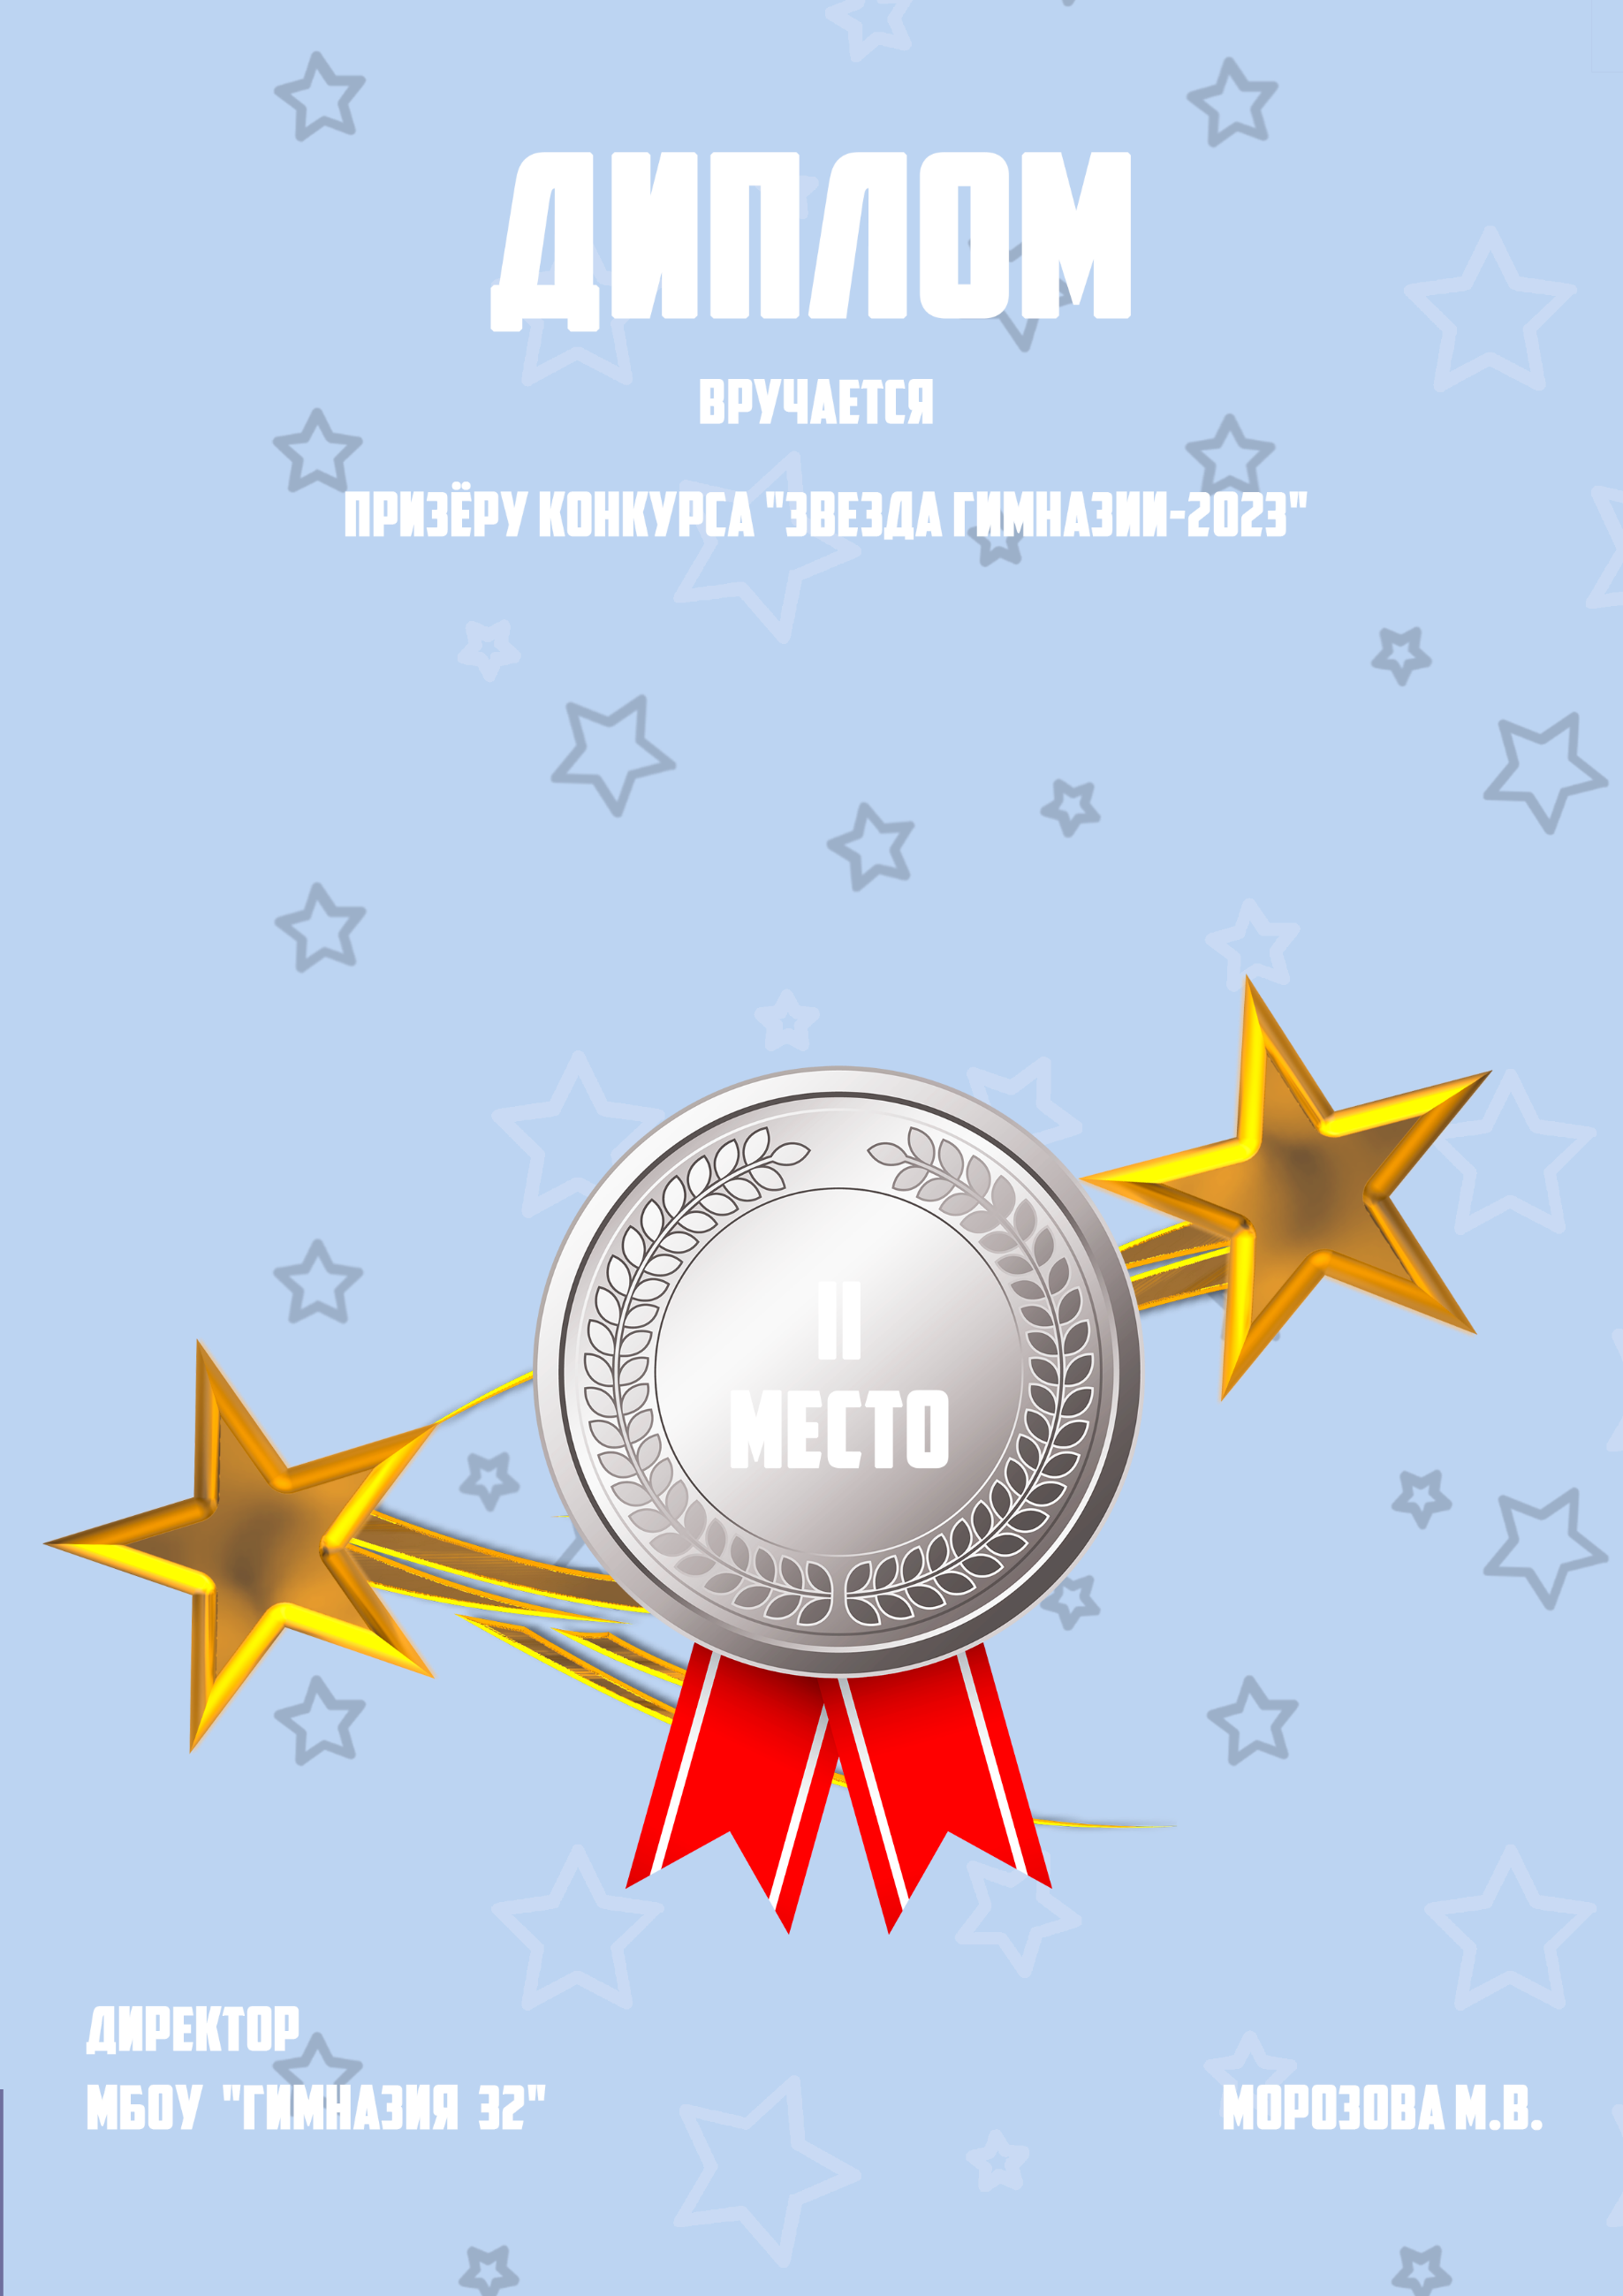 ДИПЛОМ
ВРУЧАЕТСЯ
ПРИЗЁРУ КОНКУРСА "ЗВЕЗДА ГИМНАЗИИ-2023"
II
МЕСТО
ДИРЕКТОР
МБОУ "ГИМНАЗИЯ 32"
МОРОЗОВА М.В.